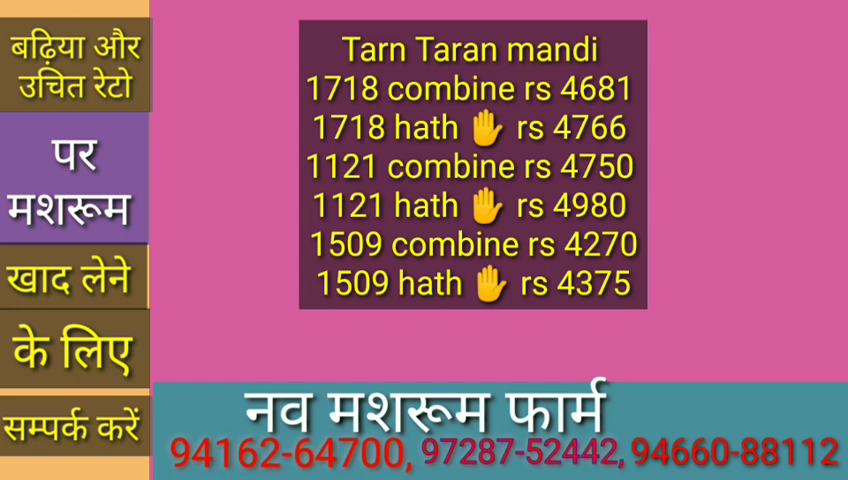 बढ़िया और
उचित रेटो
पर
मशरूम
खाद लेने
के लिए
सम्पर्क करें
Tarn Taran mandi
1718 combine rs 4681
1718 hath ✋ rs 4766
1121 combine rs 4750
1121 hath ✋ rs 4980
1509 combine rs 4270
1509 hath ✋ rs 4375
नव मशरूम फार्म
94162-64700, 97287-52442, 94660-88112